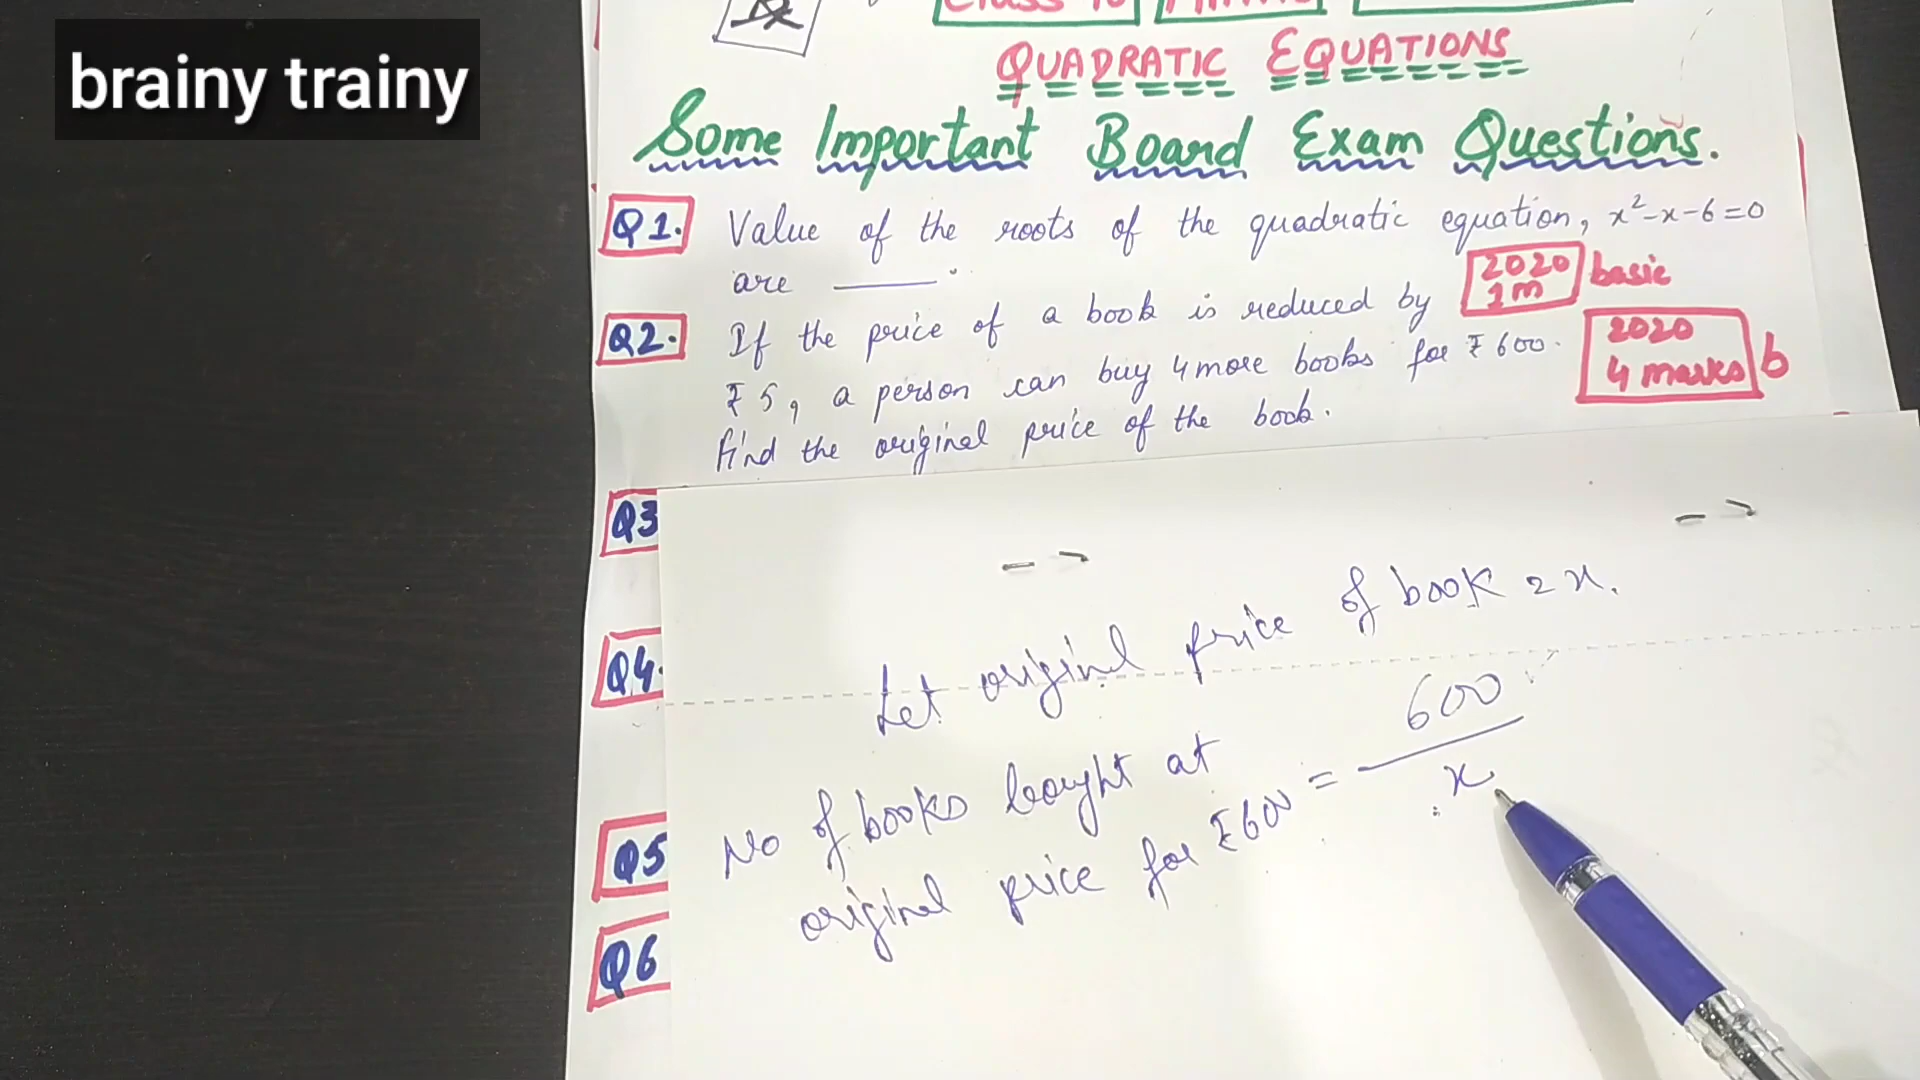 brainy trainy
QUADRATIC EQUATIONS
Some Important Board Exam Questions.
Q1. Value of the roots of the quadratic equation, x²-x-6=0
are ______.
2020
1m
basic
Q2. If the price of a book is reduced by
₹5, a person can buy 4 more books for ₹600.
find the original price of the book.
2020
4 marks
b
Q3
Q4.
Q5
Q6
Let original price of book = x.
No of books bought at
original price for ₹600 = 600/x